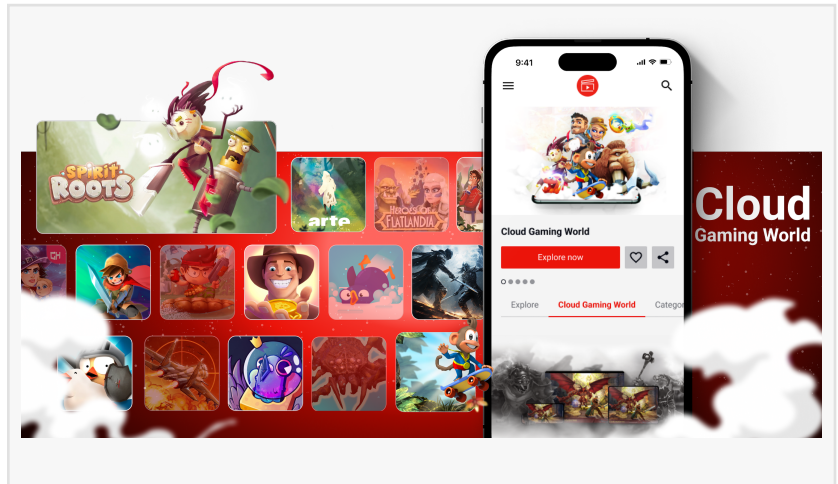 SPIRIT
ROOTS
arte
HEROES OF
FLATLANDIA
9:41
Cloud Gaming World
Explore now
Explore
Cloud Gaming World
Categor
Cloud
Gaming World